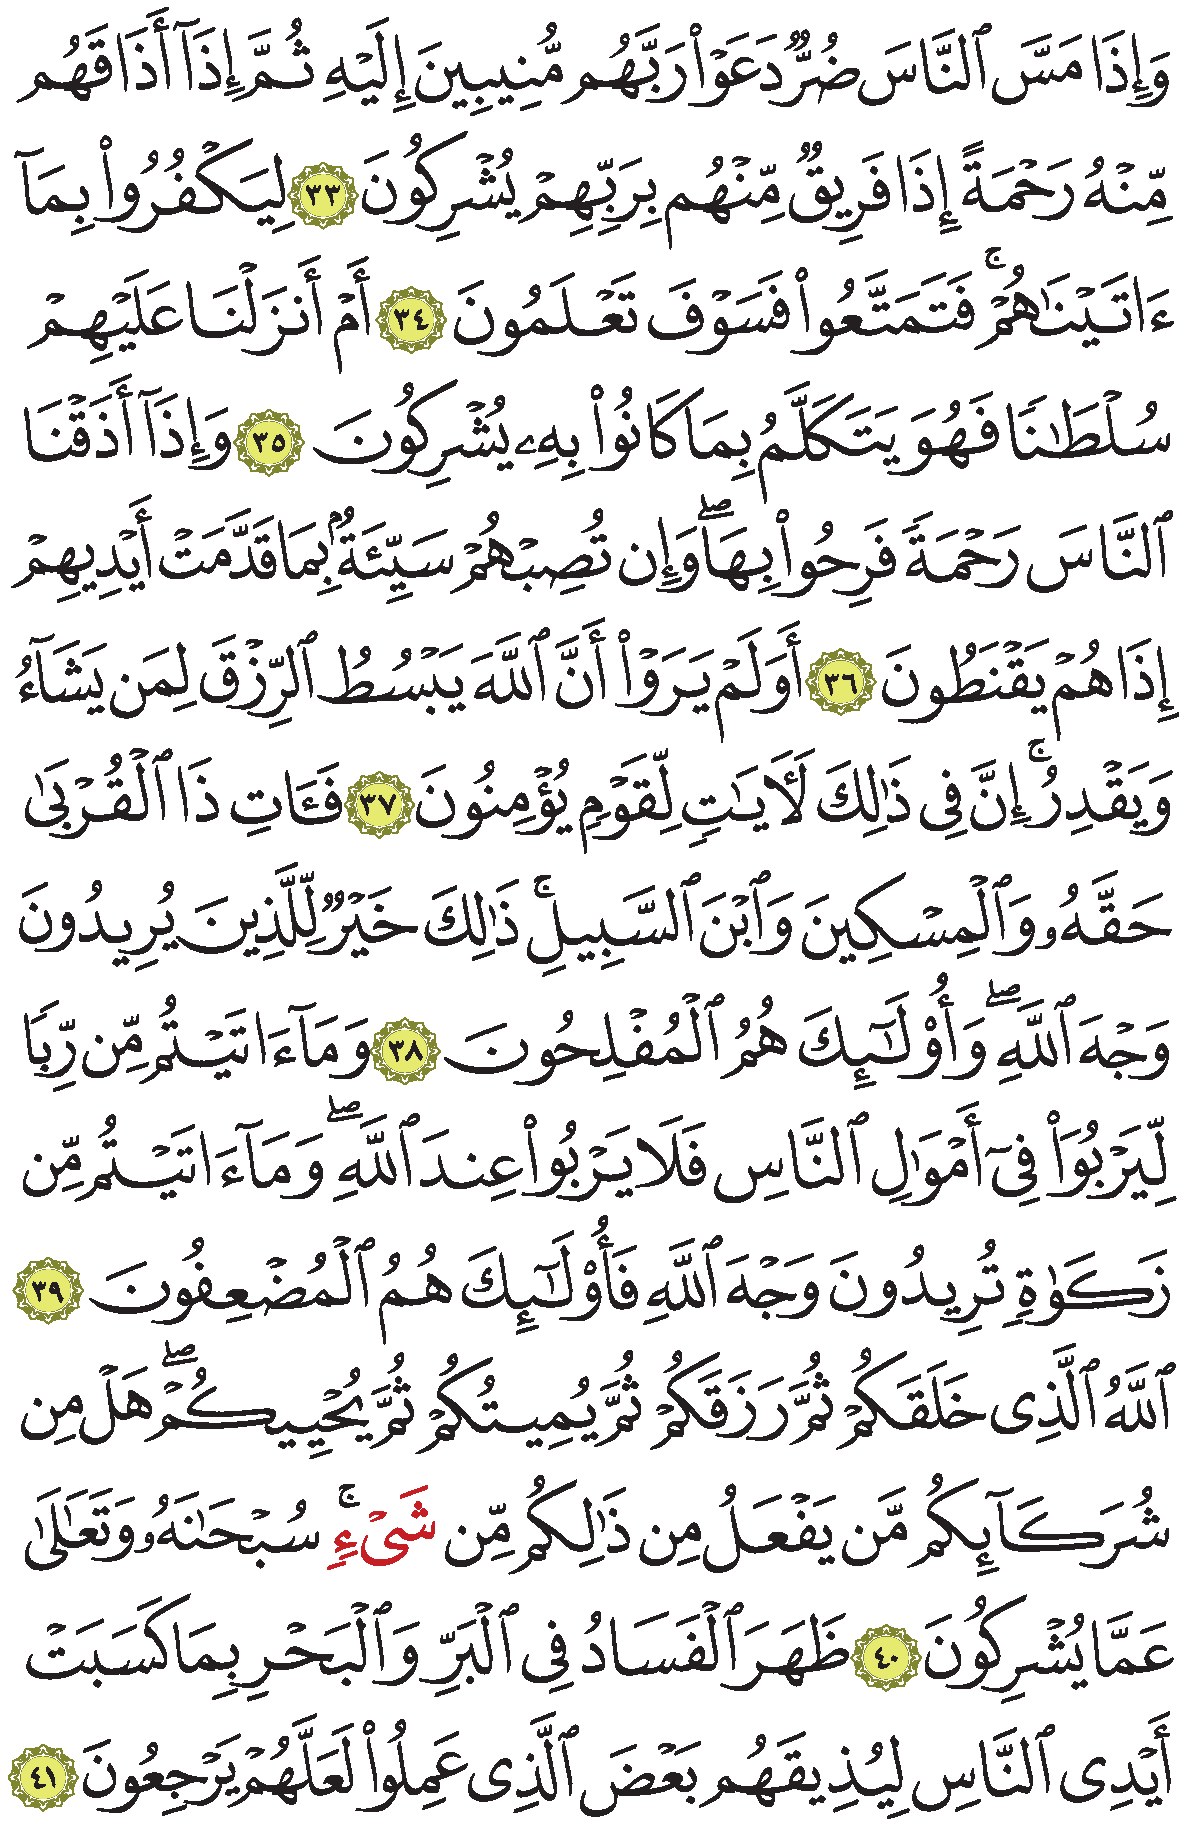 وَإِذَا مَسَّ ٱلنَّاسَ ضُرٌّ دَعَوْا۟ رَبَّهُم مُّنِيبِينَ إِلَيْهِ ثُمَّ إِذَآ أَذَاقَهُم
مِّنْهُ رَحْمَةً إِذَا فَرِيقٌ مِّنْهُم بِرَبِّهِمْ يُشْرِكُونَ ٣٣ لِيَكْفُرُوا۟ بِمَآ
ءَاتَيْنَٰهُمْ ۚ فَتَمَتَّعُوا۟ فَسَوْفَ تَعْلَمُونَ ٣٤ أَمْ أَنزَلْنَا عَلَيْهِمْ
سُلْطَٰنًا فَهُوَ يَتَكَلَّمُ بِمَا كَانُوا۟ بِهِۦ يُشْرِكُونَ ٣٥ وَإِذَآ أَذَقْنَا
ٱلنَّاسَ رَحْمَةً فَرِحُوا۟ بِهَا ۖ وَإِن تُصِبْهُمْ سَيِّئَةٌۢ بِمَا قَدَّمَتْ أَيْدِيهِمْ
إِذَا هُمْ يَقْنَطُونَ ٣٦ أَوَلَمْ يَرَوْا۟ أَنَّ ٱللَّهَ يَبْسُطُ ٱلرِّزْقَ لِمَن يَشَآءُ
وَيَقْدِرُ ۚ إِنَّ فِى ذَٰلِكَ لَءَايَٰتٍ لِّقَوْمٍ يُؤْمِنُونَ ٣٧ فَـَٔاتِ ذَا ٱلْقُرْبَىٰ
حَقَّهُۥ وَٱلْمِسْكِينَ وَٱبْنَ ٱلسَّبِيلِ ۚ ذَٰلِكَ خَيْرٌ لِّلَّذِينَ يُرِيدُونَ
وَجْهَ ٱللَّهِ ۖ وَأُو۟لَٰٓئِكَ هُمُ ٱلْمُفْلِحُونَ ٣٨ وَمَآ ءَاتَيْتُم مِّن رِّبًا
لِّيَرْبُوَا۟ فِىٓ أَمْوَٰلِ ٱلنَّاسِ فَلَا يَرْبُوا۟ عِندَ ٱللَّهِ ۖ وَمَآ ءَاتَيْتُم مِّن
زَكَوٰةٍ تُرِيدُونَ وَجْهَ ٱللَّهِ فَأُو۟لَٰٓئِكَ هُمُ ٱلْمُضْعِفُونَ ٣٩
ٱللَّهُ ٱلَّذِى خَلَقَكُمْ ثُمَّ رَزَقَكُمْ ثُمَّ يُمِيتُكُمْ ثُمَّ يُحْيِيكُمْ ۖ هَلْ مِن
شُرَكَآئِكُم مَّن يَفْعَلُ مِن ذَٰلِكُم مِّن شَىْءٍ ۚ سُبْحَٰنَهُۥ وَتَعَٰلَىٰ
عَمَّا يُشْرِكُونَ ٤٠ ظَهَرَ ٱلْفَسَادُ فِى ٱلْبَرِّ وَٱلْبَحْرِ بِمَا كَسَبَتْ
أَيْدِى ٱلنَّاسِ لِيُذِيقَهُم بَعْضَ ٱلَّذِى عَمِلُوا۟ لَعَلَّهُمْ يَرْجِعُونَ ٤١